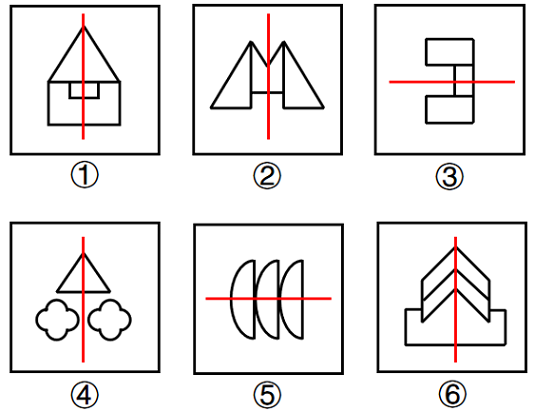 ① ② ③
④ ⑤ ⑥